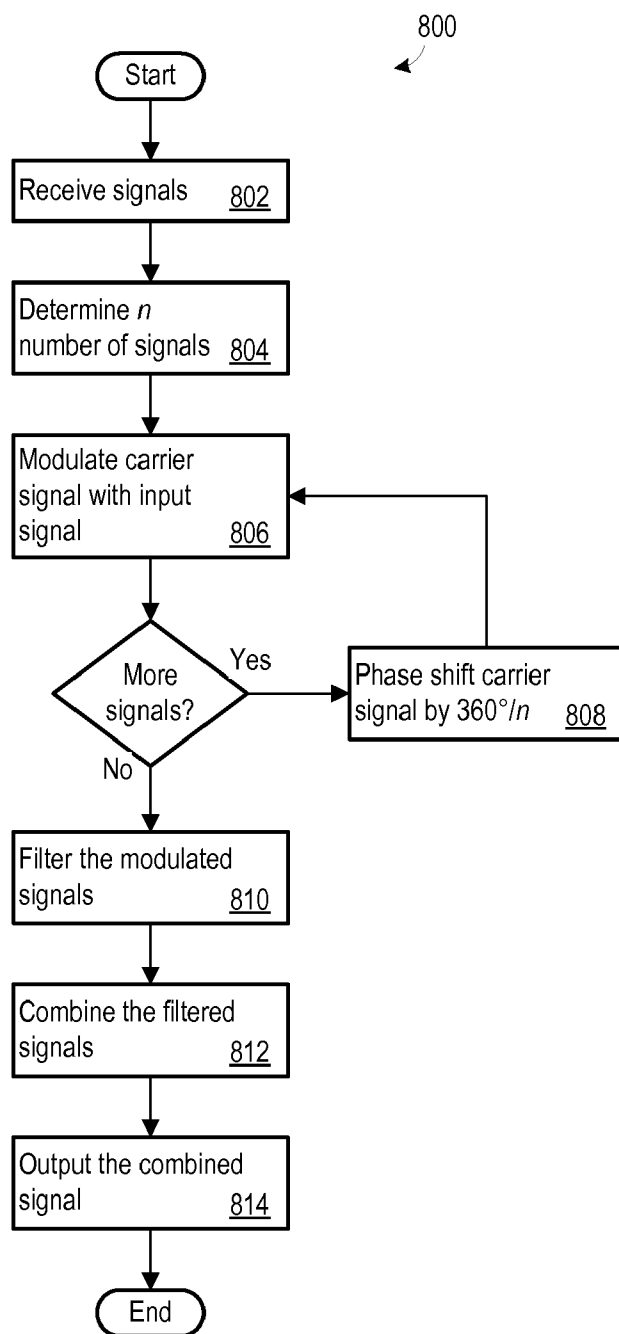 800
Start
Receive signals 802
Determine n
number of signals 804
Modulate carrier
signal with input
signal 806
More
signals?
Yes
Phase shift carrier
signal by 360°/n 808
No
Filter the modulated
signals 810
Combine the filtered
signals 812
Output the combined
signal 814
End